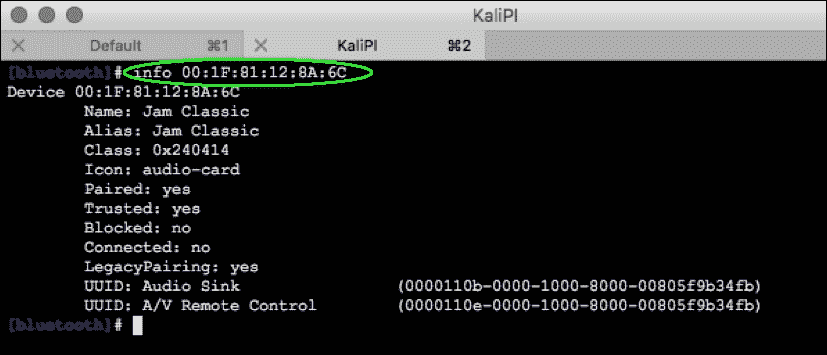 KaliPI
Default ⌘1 KaliPI ⌘2
[bluetooth]# info 00:1F:81:12:8A:6C
Device 00:1F:81:12:8A:6C
Name: Jam Classic
Alias: Jam Classic
Class: 0x240414
Icon: audio-card
Paired: yes
Trusted: yes
Blocked: no
Connected: no
LegacyPairing: yes
UUID: Audio Sink (0000110b-0000-1000-8000-00805f9b34fb)
UUID: A/V Remote Control (0000110e-0000-1000-8000-00805f9b34fb)
[bluetooth]#